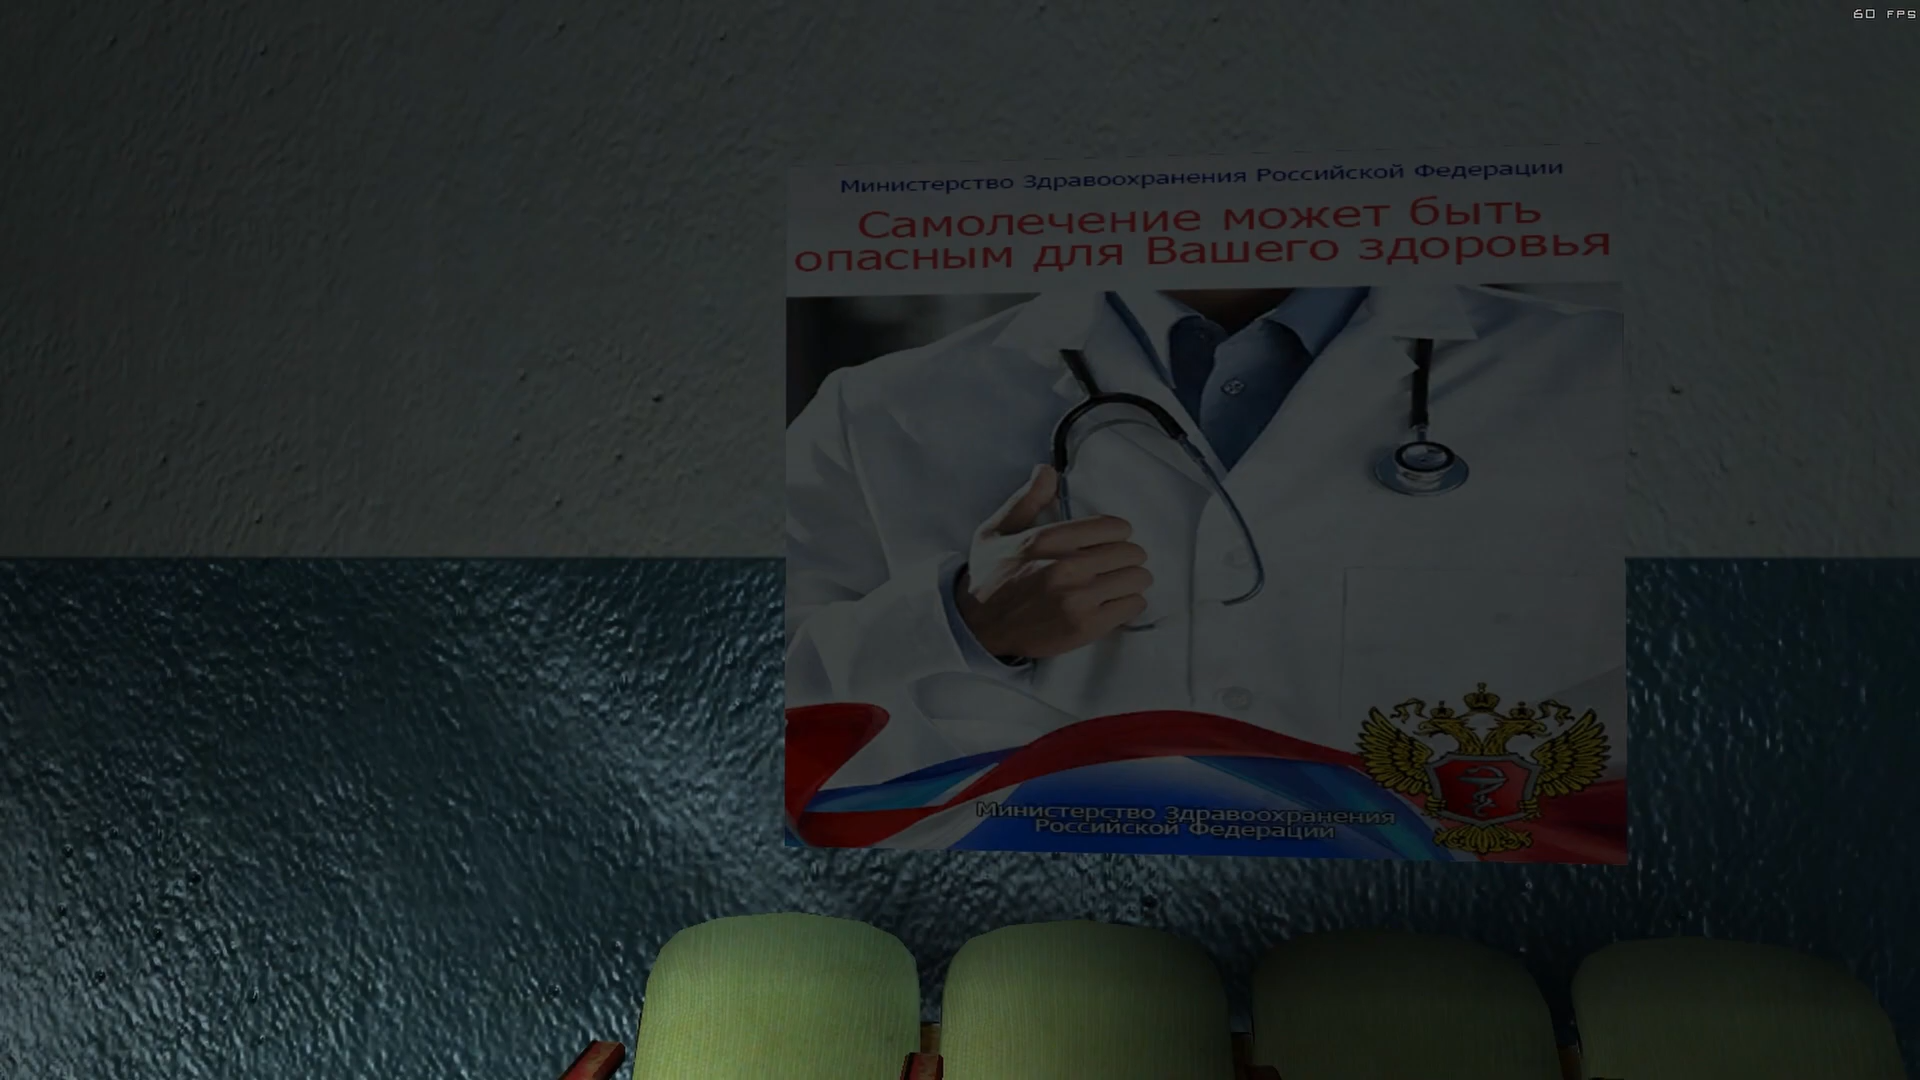 60 FPS
Министерство Здравоохранения Российской Федерации
Самолечение может быть
опасным для Вашего здоровья
Министерство Здравоохранения
Российской Федерации